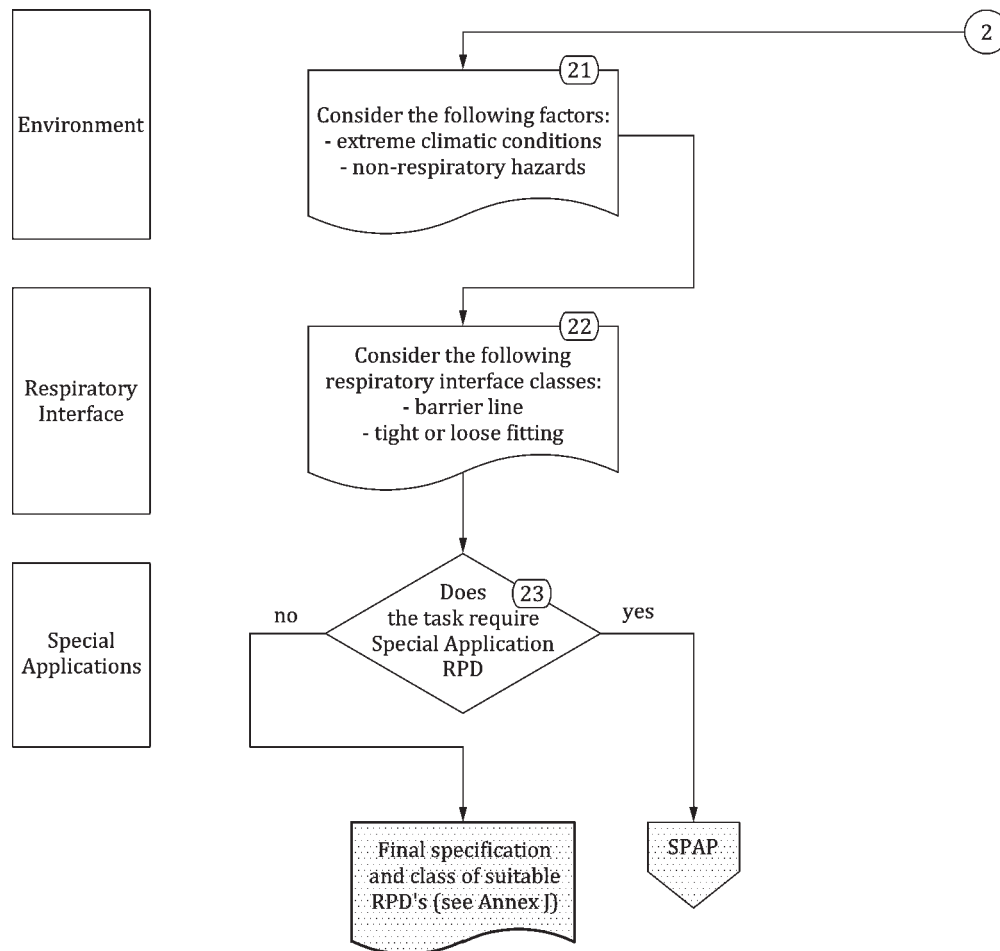 2
Environment
21
Consider the following factors:
- extreme climatic conditions
- non-respiratory hazards
Respiratory
Interface
22
Consider the following
respiratory interface classes:
- barrier line
- tight or loose fitting
Special
Applications
23
Does
the task require
Special Application
RPD
no
yes
Final specification
and class of suitable
RPD's (see Annex J)
SPAP